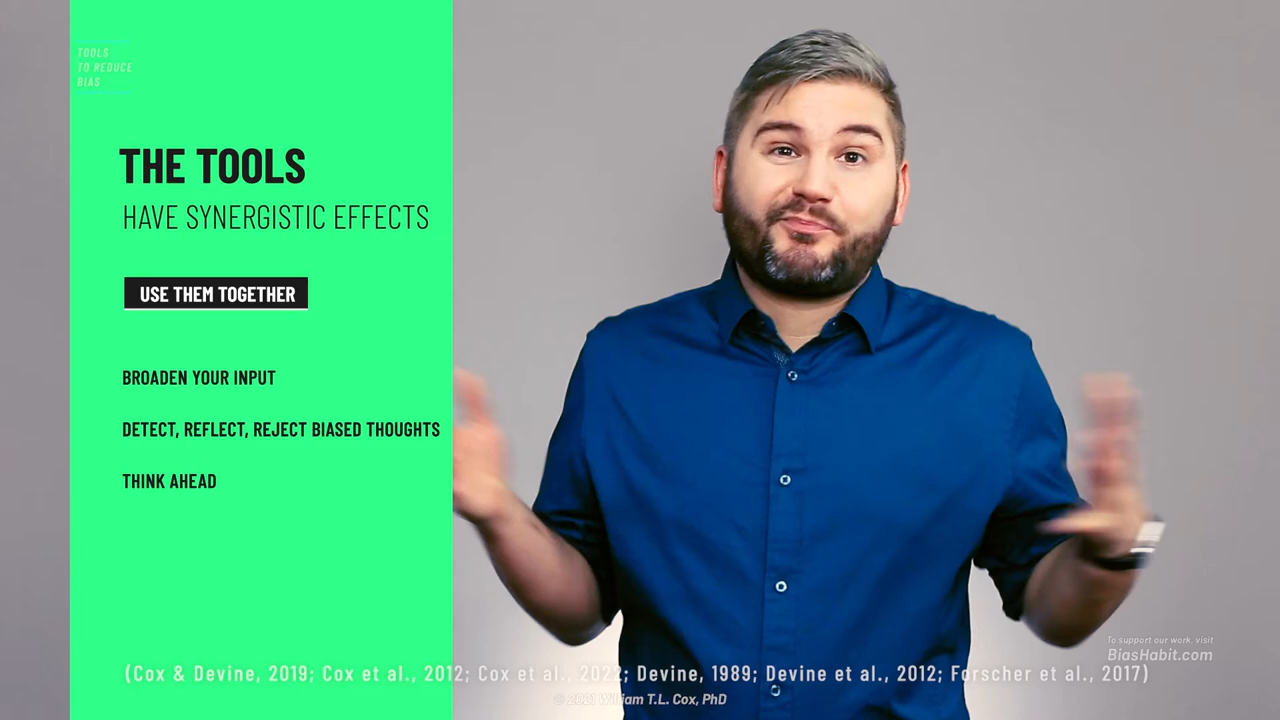 TOOLS
TO REDUCE
BIAS
THE TOOLS
HAVE SYNERGISTIC EFFECTS
USE THEM TOGETHER
BROADEN YOUR INPUT
DETECT, REFLECT, REJECT BIASED THOUGHTS
THINK AHEAD
To support our work, visit
BiasHabit.com
(Cox & Devine, 2019; Cox et al., 2012; Cox et al., 2022; Devine, 1989; Devine et al., 2012; Forscher et al., 2017)
© 2021 William T.L. Cox, PhD